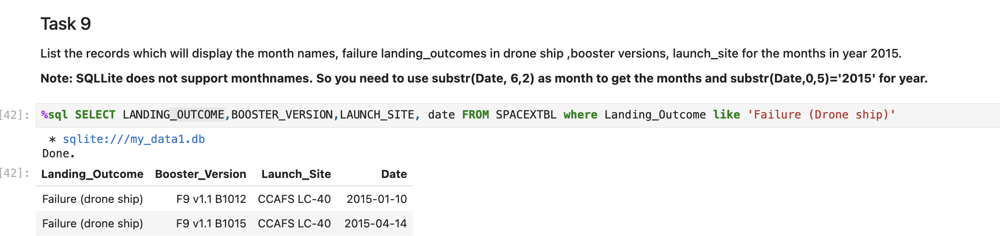 Task 9
List the records which will display the month names, failure landing_outcomes in drone ship ,booster versions, launch_site for the months in year 2015.
Note: SQLLite does not support monthnames. So you need to use substr(Date, 6,2) as month to get the months and substr(Date,0,5)='2015' for year.
[42]: %sql SELECT LANDING_OUTCOME,BOOSTER_VERSION,LAUNCH_SITE, date FROM SPACEXTBL where Landing_Outcome like 'Failure (Drone ship)'
* sqlite:///my_data1.db
Done.
[42]: Landing_Outcome Booster_Version Launch_Site Date
Failure (drone ship) F9 v1.1 B1012 CCAFS LC-40 2015-01-10
Failure (drone ship) F9 v1.1 B1015 CCAFS LC-40 2015-04-14